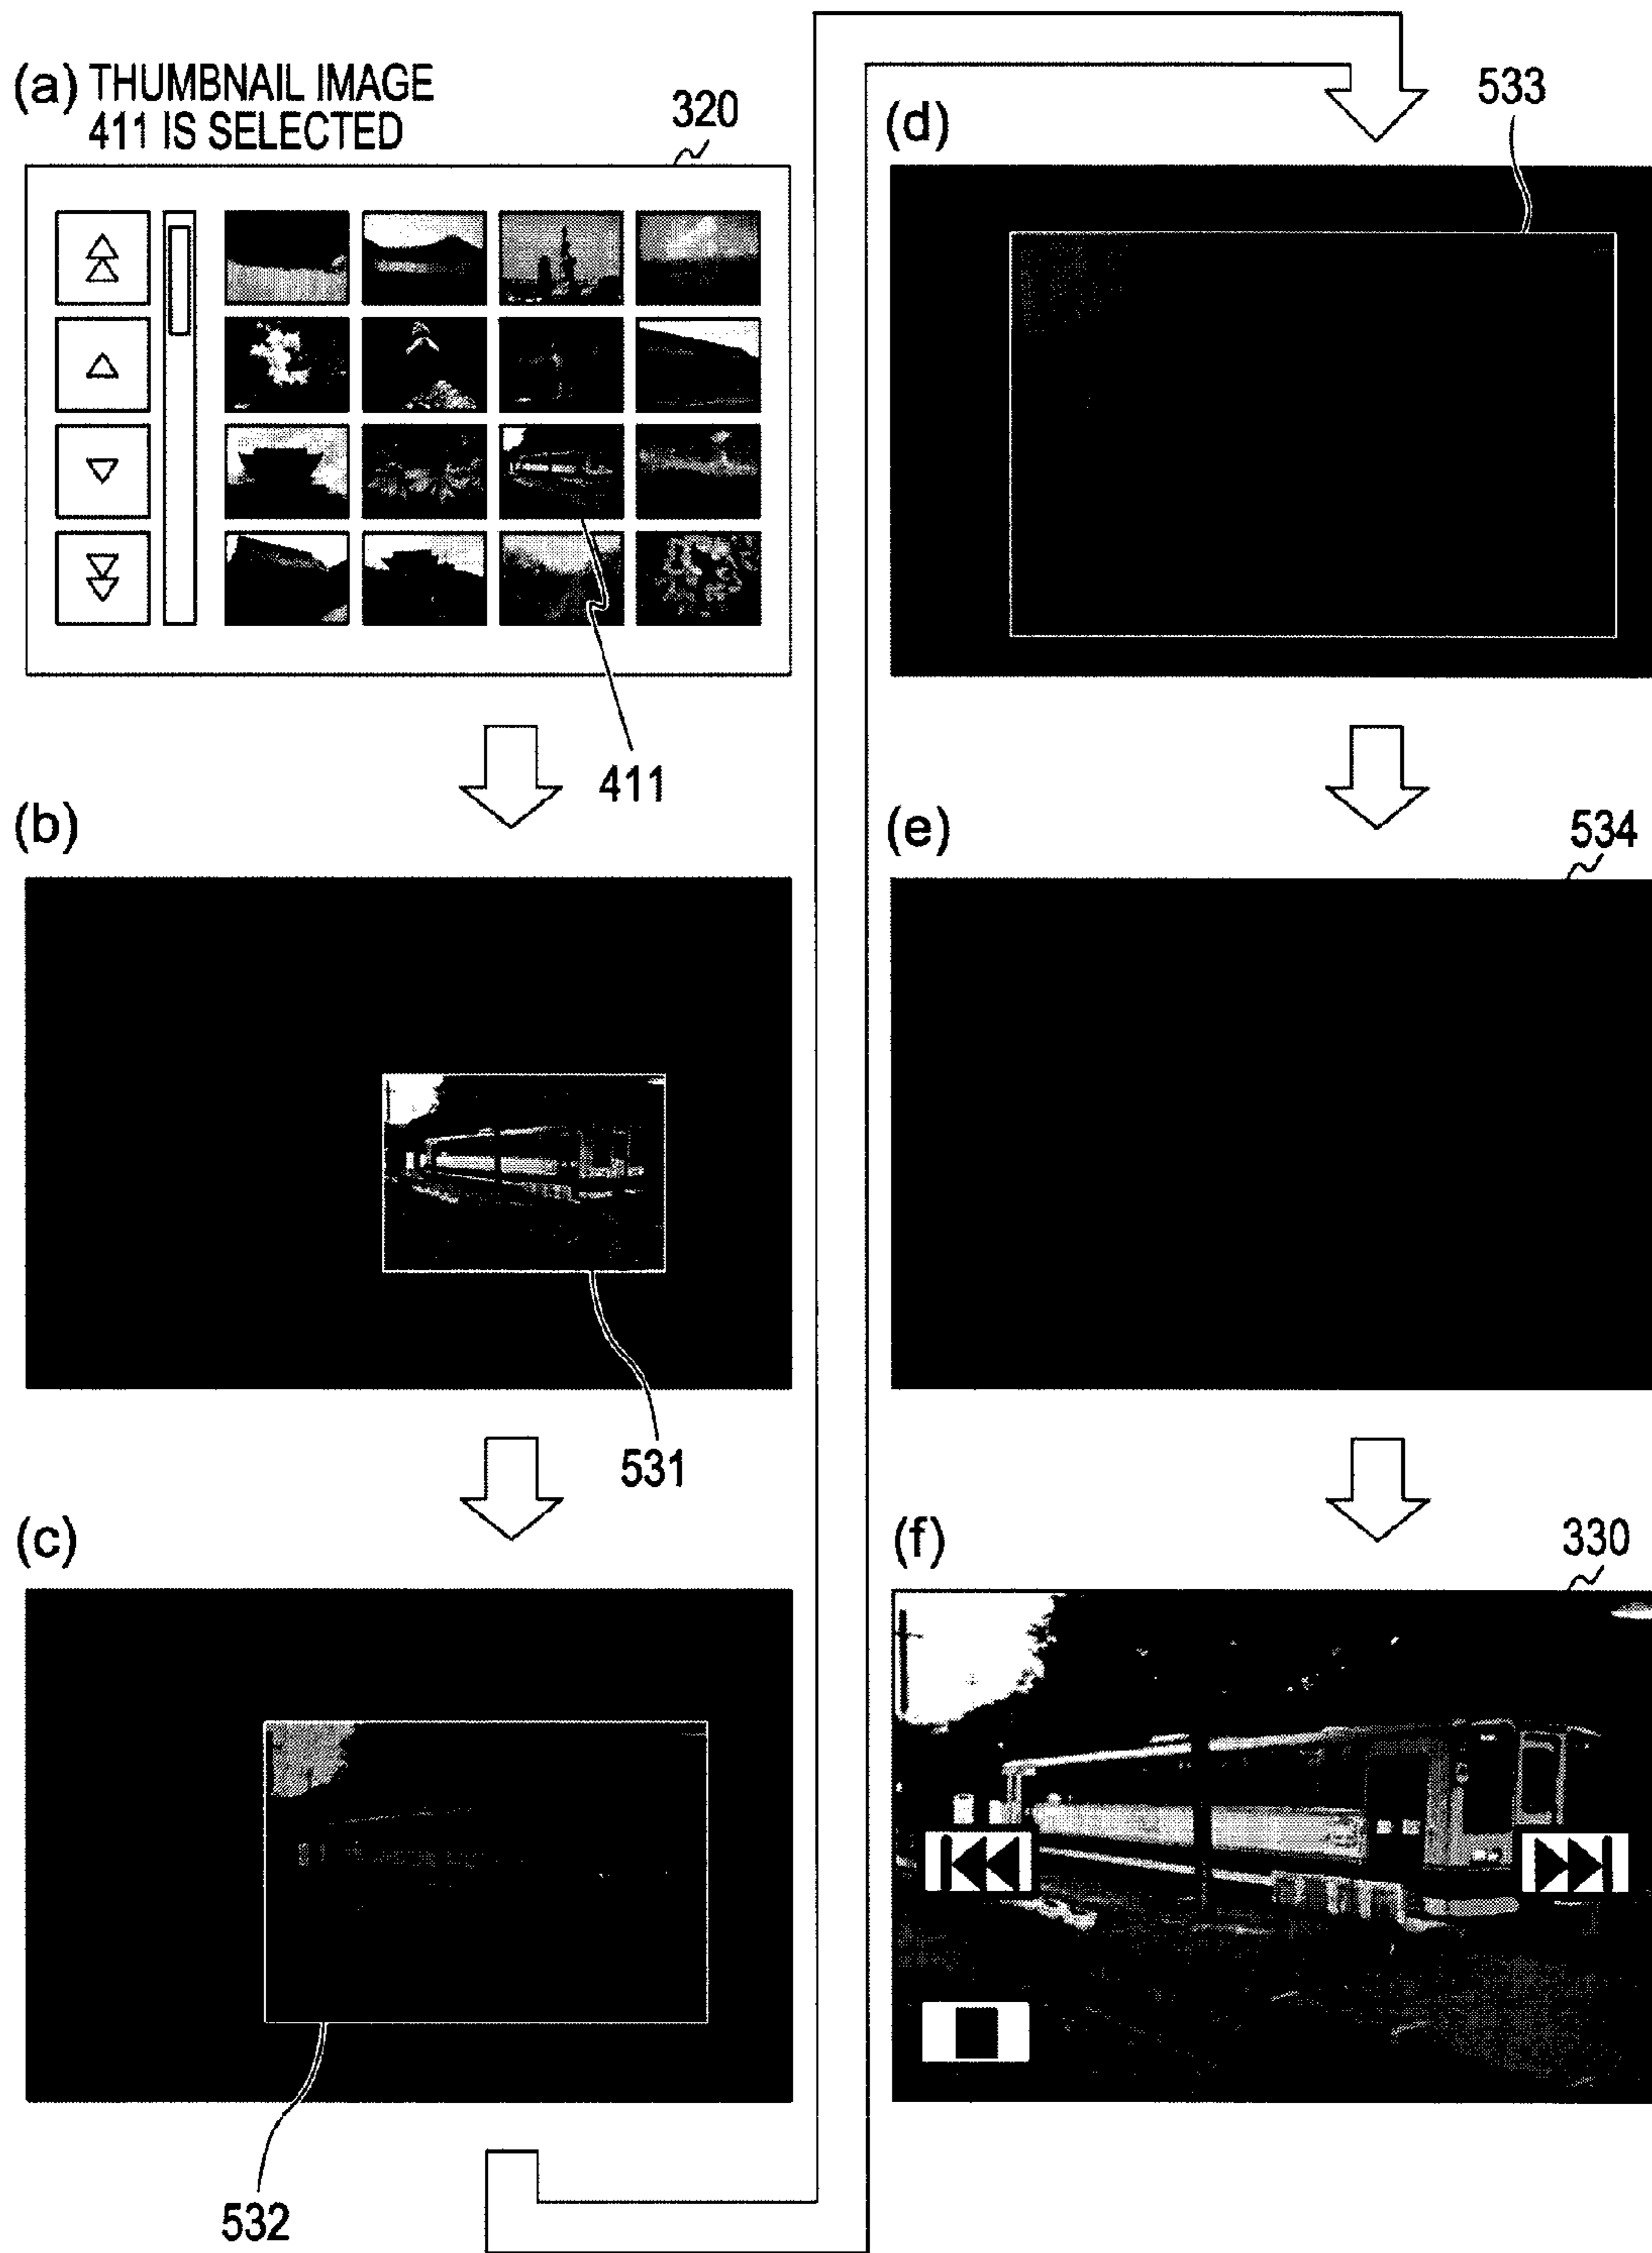 (a) THUMBNAIL IMAGE
411 IS SELECTED
320
411
(b)
531
(c)
532
(d)
533
(e)
534
(f)
330